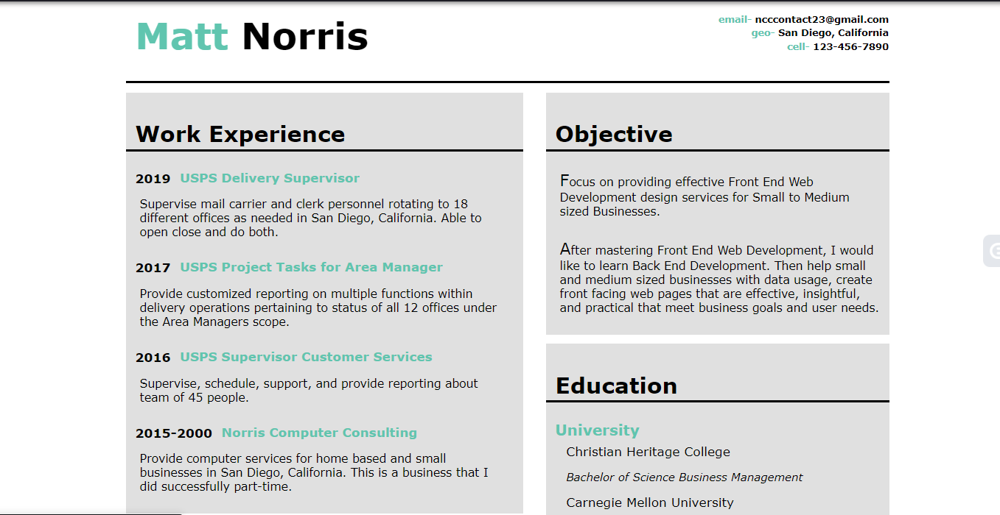 Matt Norris
email- ncccontact23@gmail.com
geo- San Diego, California
cell- 123-456-7890
Work Experience
2019 USPS Delivery Supervisor
Supervise mail carrier and clerk personnel rotating to 18
different offices as needed in San Diego, California. Able to
open close and do both.
2017 USPS Project Tasks for Area Manager
Provide customized reporting on multiple functions within
delivery operations pertaining to status of all 12 offices under
the Area Managers scope.
2016 USPS Supervisor Customer Services
Supervise, schedule, support, and provide reporting about
team of 45 people.
2015-2000 Norris Computer Consulting
Provide computer services for home based and small
businesses in San Diego, California. This is a business that I
did successfully part-time.
Objective
Focus on providing effective Front End Web
Development design services for Small to Medium
sized Businesses.
After mastering Front End Web Development, I would
like to learn Back End Development. Then help small
and medium sized businesses with data usage, create
front facing web pages that are effective, insightful,
and practical that meet business goals and user needs.
Education
University
Christian Heritage College
Bachelor of Science Business Management
Carnegie Mellon University